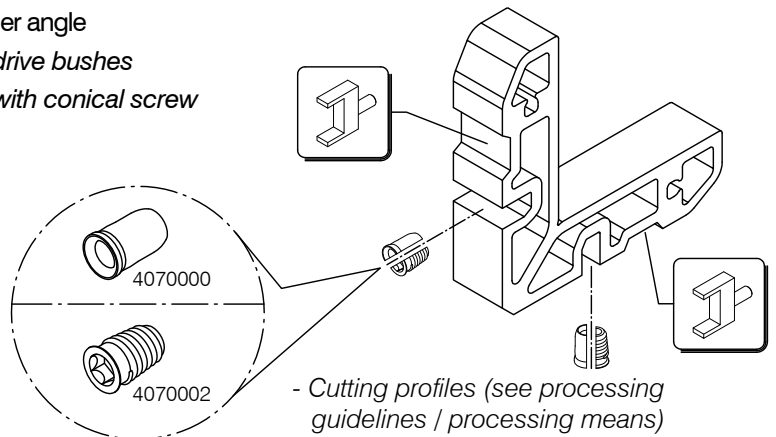 er angle
drive bushes
with conical screw
4070000
4070002
- Cutting profiles (see processing
guidelines / processing means)